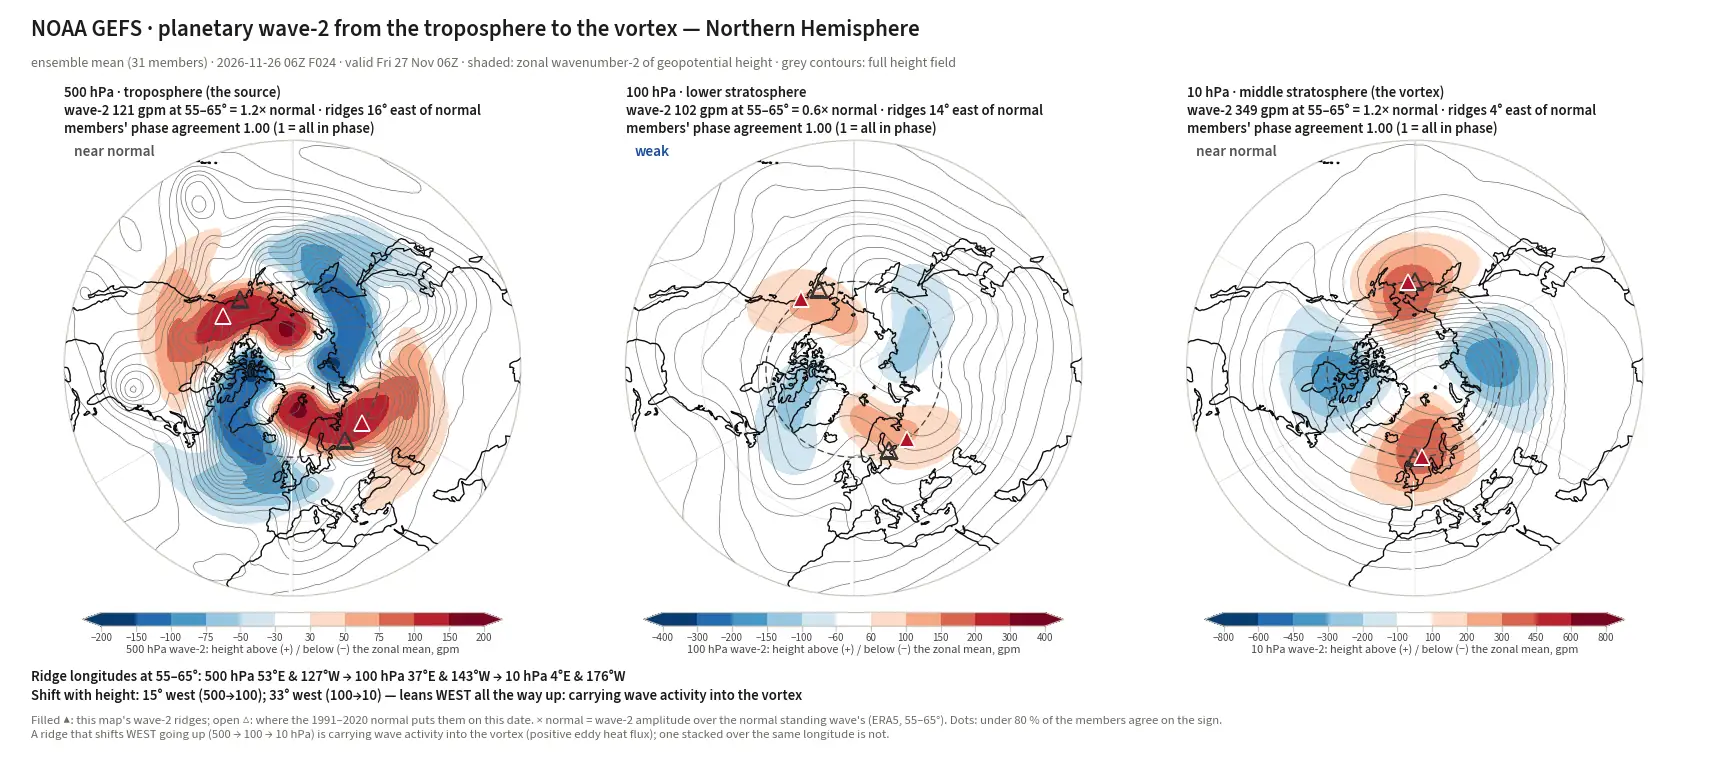 NOAA GEFS · planetary wave-2 from the troposphere to the vortex — Northern Hemisphere
ensemble mean (31 members) · 2026-11-26 06Z F024 · valid Fri 27 Nov 06Z · shaded: zonal wavenumber-2 of geopotential height · grey contours: full height field
500 hPa · troposphere (the source)
wave-2 121 gpm at 55–65° = 1.2× normal · ridges 16° east of normal
members' phase agreement 1.00 (1 = all in phase)
near normal
100 hPa · lower stratosphere
wave-2 102 gpm at 55–65° = 0.6× normal · ridges 14° east of normal
members' phase agreement 1.00 (1 = all in phase)
weak
10 hPa · middle stratosphere (the vortex)
wave-2 349 gpm at 55–65° = 1.2× normal · ridges 4° east of normal
members' phase agreement 1.00 (1 = all in phase)
near normal
−200 −150 −100 −75 −50 −30 30 50 75 100 150 200
500 hPa wave-2: height above (+) / below (−) the zonal mean, gpm
−400 −300 −200 −150 −100 −60 60 100 150 200 300 400
100 hPa wave-2: height above (+) / below (−) the zonal mean, gpm
−800 −600 −450 −300 −200 −100 100 200 300 450 600 800
10 hPa wave-2: height above (+) / below (−) the zonal mean, gpm
Ridge longitudes at 55–65°: 500 hPa 53°E & 127°W → 100 hPa 37°E & 143°W → 10 hPa 4°E & 176°W
Shift with height: 15° west (500→100); 33° west (100→10) — leans WEST all the way up: carrying wave activity into the vortex
Filled ▲: this map's wave-2 ridges; open △: where the 1991–2020 normal puts them on this date. × normal = wave-2 amplitude over the normal standing wave's (ERA5, 55–65°). Dots: under 80 % of the members agree on the sign.
A ridge that shifts WEST going up (500 → 100 → 10 hPa) is carrying wave activity into the vortex (positive eddy heat flux); one stacked over the same longitude is not.